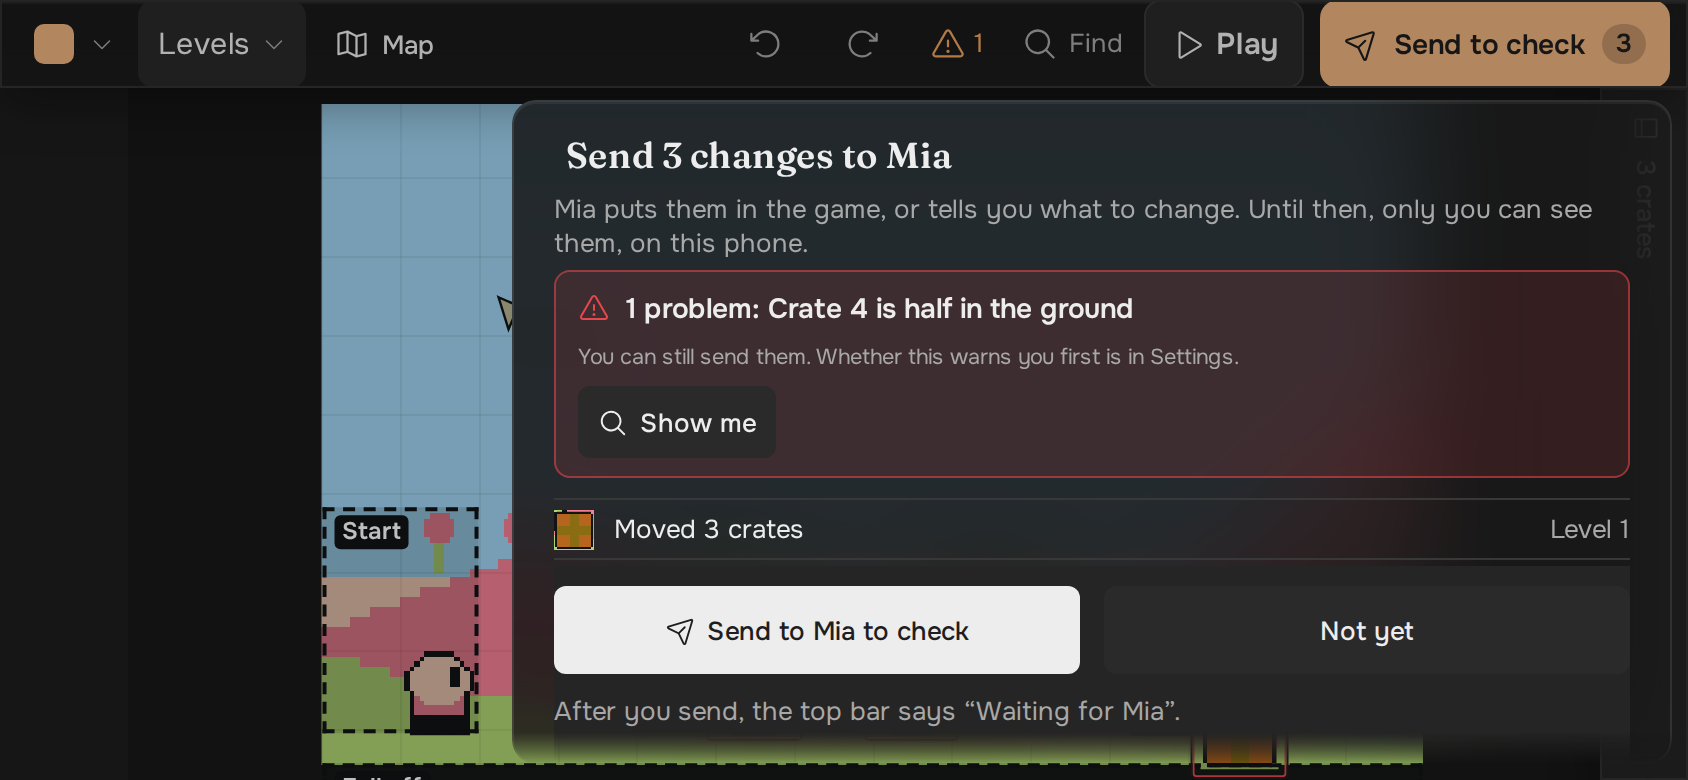 Levels
Map
1
Find
Play
Send to check 3
Send 3 changes to Mia
Mia puts them in the game, or tells you what to change. Until then, only you can see
them, on this phone.
3 crates
1 problem: Crate 4 is half in the ground
You can still send them. Whether this warns you first is in Settings.
Show me
Start
Moved 3 crates
Level 1
Send to Mia to check
Not yet
After you send, the top bar says “Waiting for Mia”.